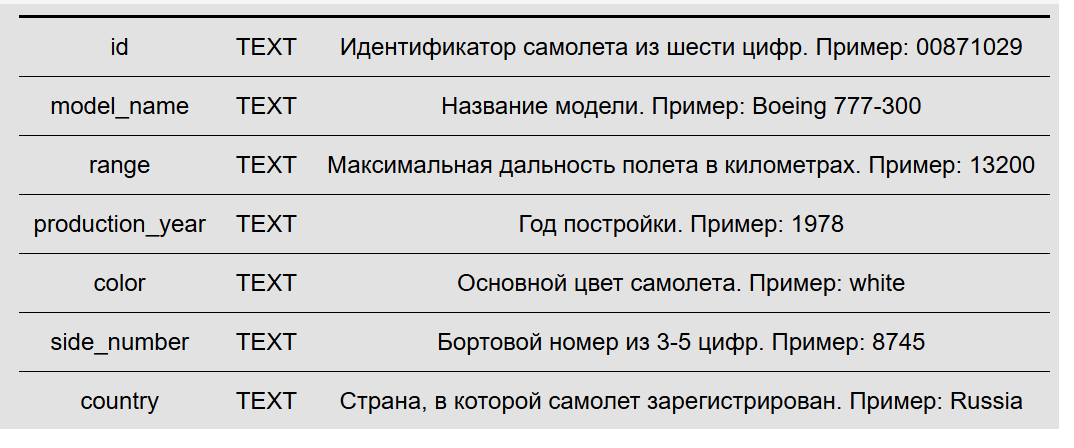 id TEXT Идентификатор самолета из шести цифр. Пример: 00871029
model_name TEXT Название модели. Пример: Boeing 777-300
range TEXT Максимальная дальность полета в километрах. Пример: 13200
production_year TEXT Год постройки. Пример: 1978
color TEXT Основной цвет самолета. Пример: white
side_number TEXT Бортовой номер из 3-5 цифр. Пример: 8745
country TEXT Страна, в которой самолет зарегистрирован. Пример: Russia